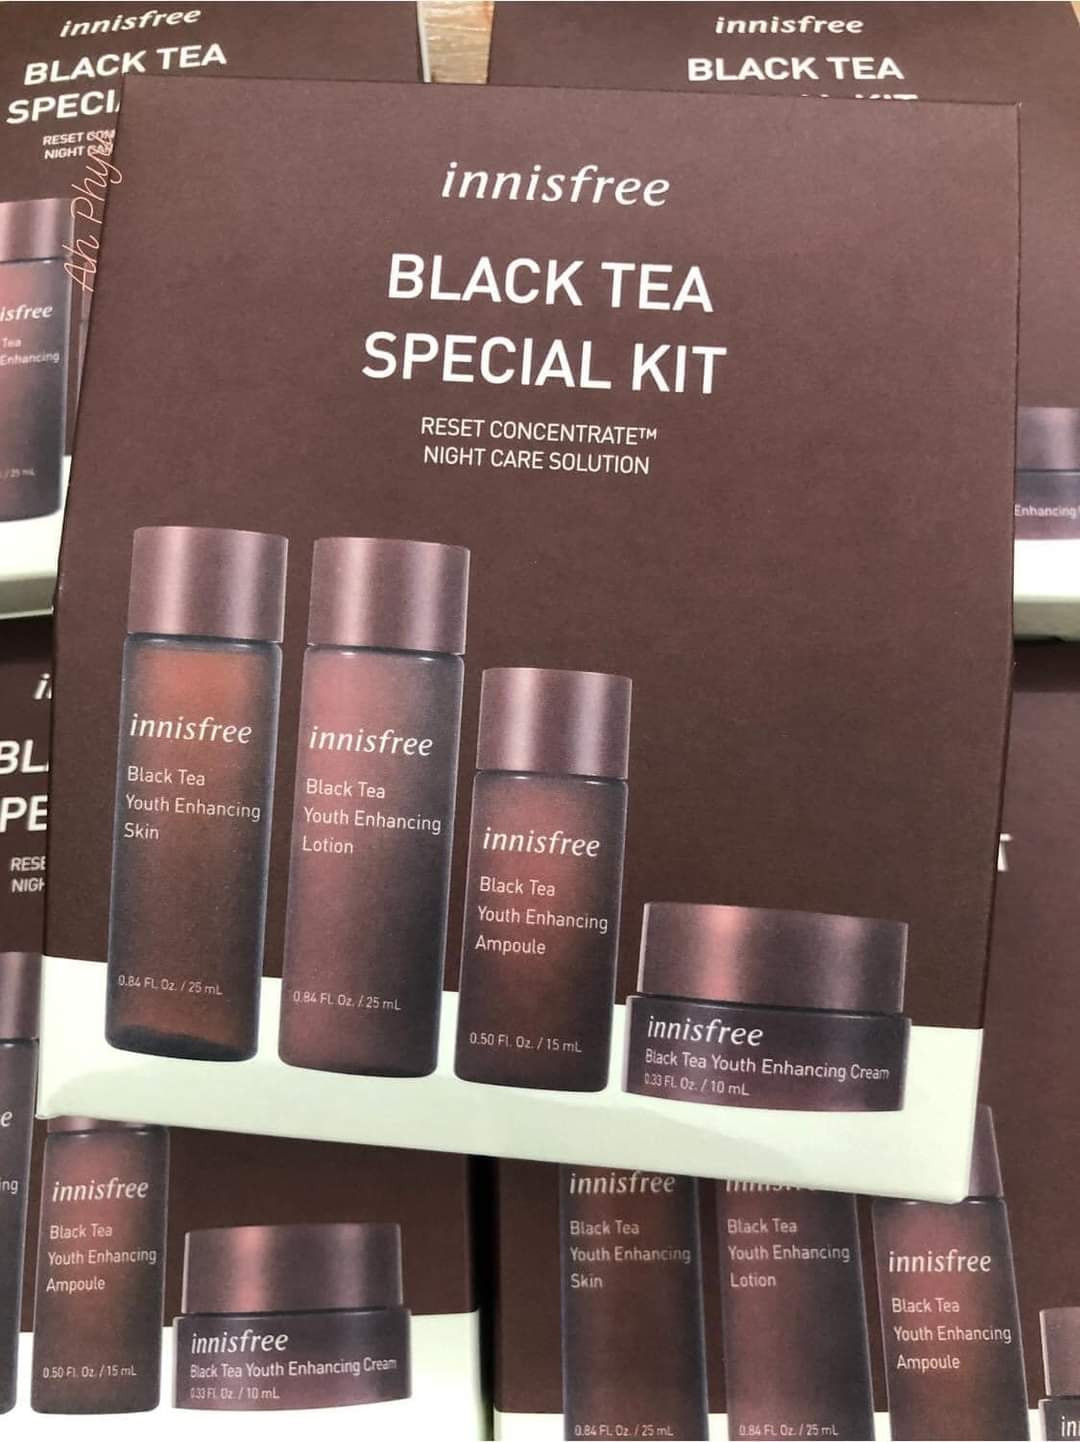 innisfree
BLACK TEA
RESET
NIGHT
innisfree
BLACK TEA
Ah Phy
innisfree
BLACK TEA
SPECIAL KIT
RESET CONCENTRATE™
NIGHT CARE SOLUTION
Tea
Enhancing
innisfree
Black Tea
Youth Enhancing
Skin
0.84 Fl. Oz. / 25 mL
innisfree
Black Tea
Youth Enhancing
Lotion
0.84 Fl. Oz. / 25 mL
innisfree
Black Tea
Youth Enhancing
Ampoule
0.50 Fl. Oz. / 15 mL
innisfree
Black Tea Youth Enhancing Cream
0.33 Fl. Oz. / 10 mL
Enhancing
innisfree
Black Tea
Youth Enhancing
Ampoule
0.50 Fl. Oz. / 15 mL
innisfree
Black Tea Youth Enhancing Cream
0.33 Fl. Oz. / 10 mL
innisfree
Black Tea
Youth Enhancing
Skin
0.84 Fl. Oz. / 25 mL
Black Tea
Youth Enhancing
Lotion
0.84 Fl. Oz. / 25 mL
innisfree
Black Tea
Youth Enhancing
Ampoule